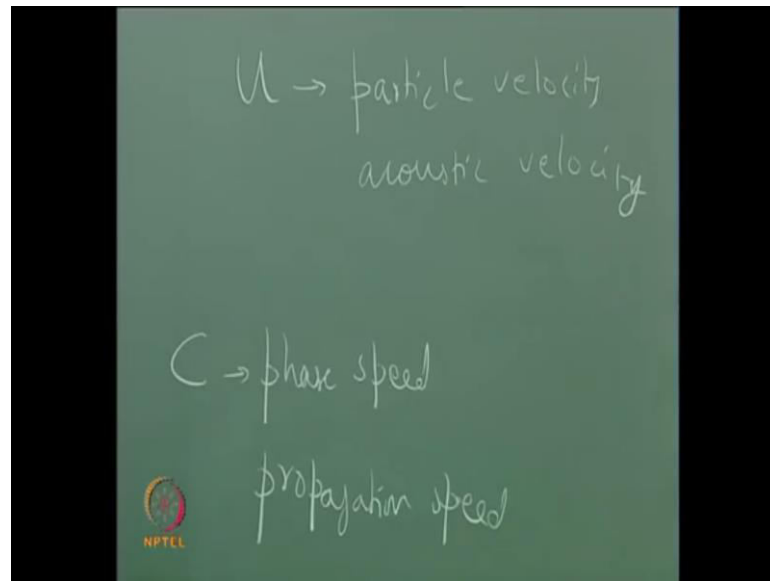 U → particle velocity
acoustic velocity
C → phase speed
propagation speed
NPTEL